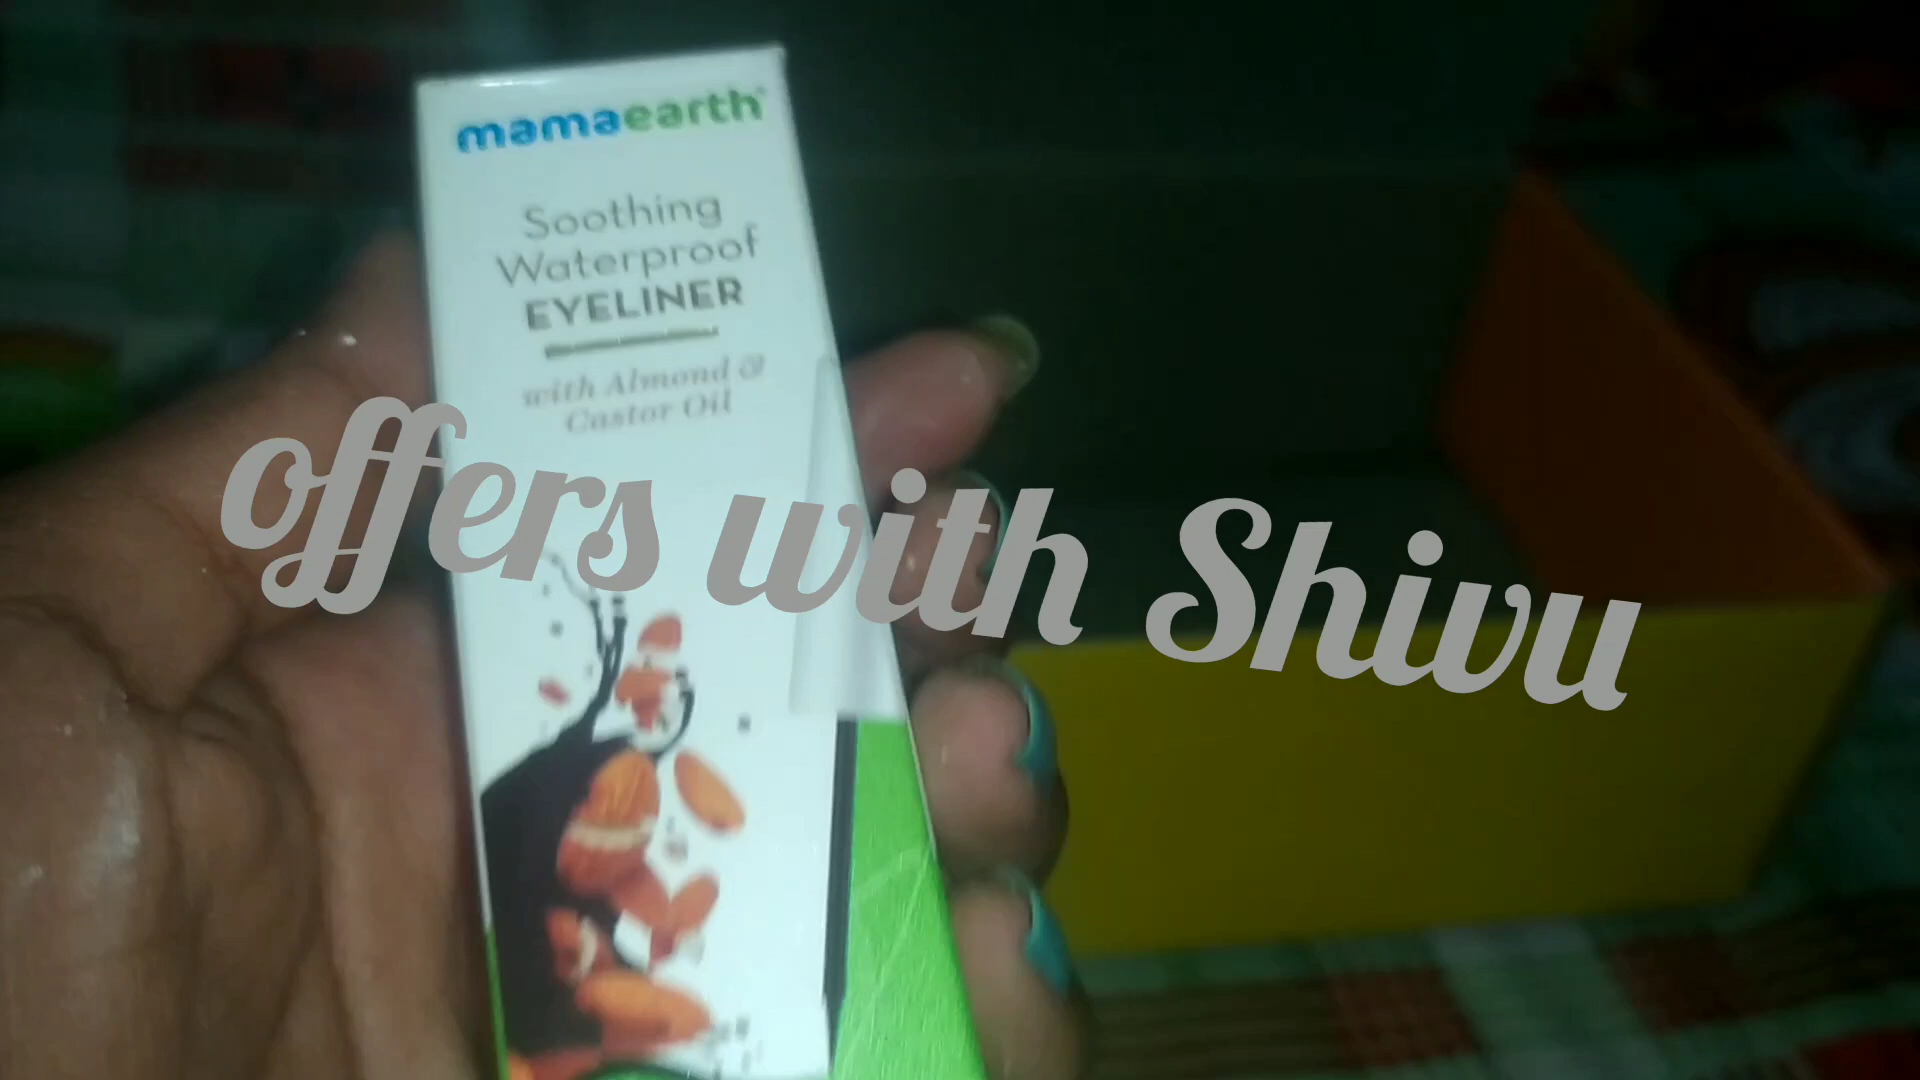 mamaearth
Soothing
Waterproof
EYELINER
with Almond &
Castor Oil
offers with Shivu